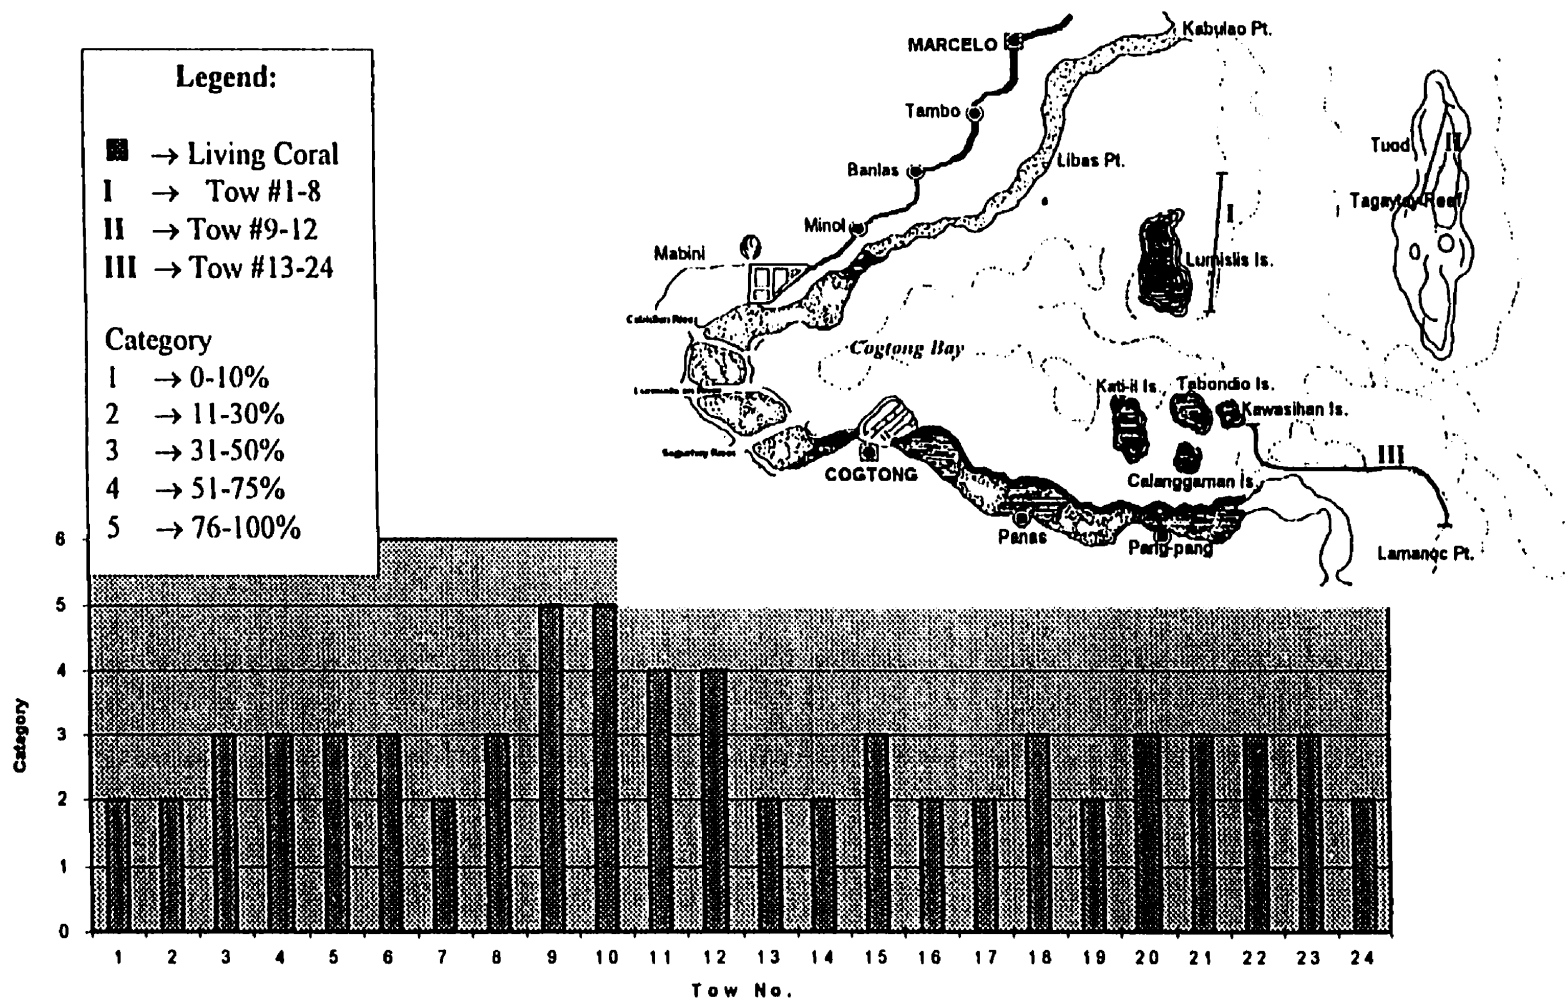 Legend:
→ Living Coral
I → Tow #1-8
II → Tow #9-12
III → Tow #13-24
Category
1 → 0-10%
2 → 11-30%
3 → 31-50%
4 → 51-75%
5 → 76-100%
Kabulao Pt.
MARCELO
Tambo
Libas Pt.
Banlas
Minol
Mabini
Tuod
II
Tagaytay Reef
I
Lumislis Is.
Cogtong Bay
Kati-il Is.
Tabondio Is.
Kawasihan Is.
Calanggaman Is.
III
COGTONG
Panas
Pang-pang
Lamanoc Pt.
Category
6
5
4
3
2
1
0
1 2 3 4 5 6 7 8 9 10 11 12 13 14 15 16 17 18 19 20 21 22 23 24
Tow No.